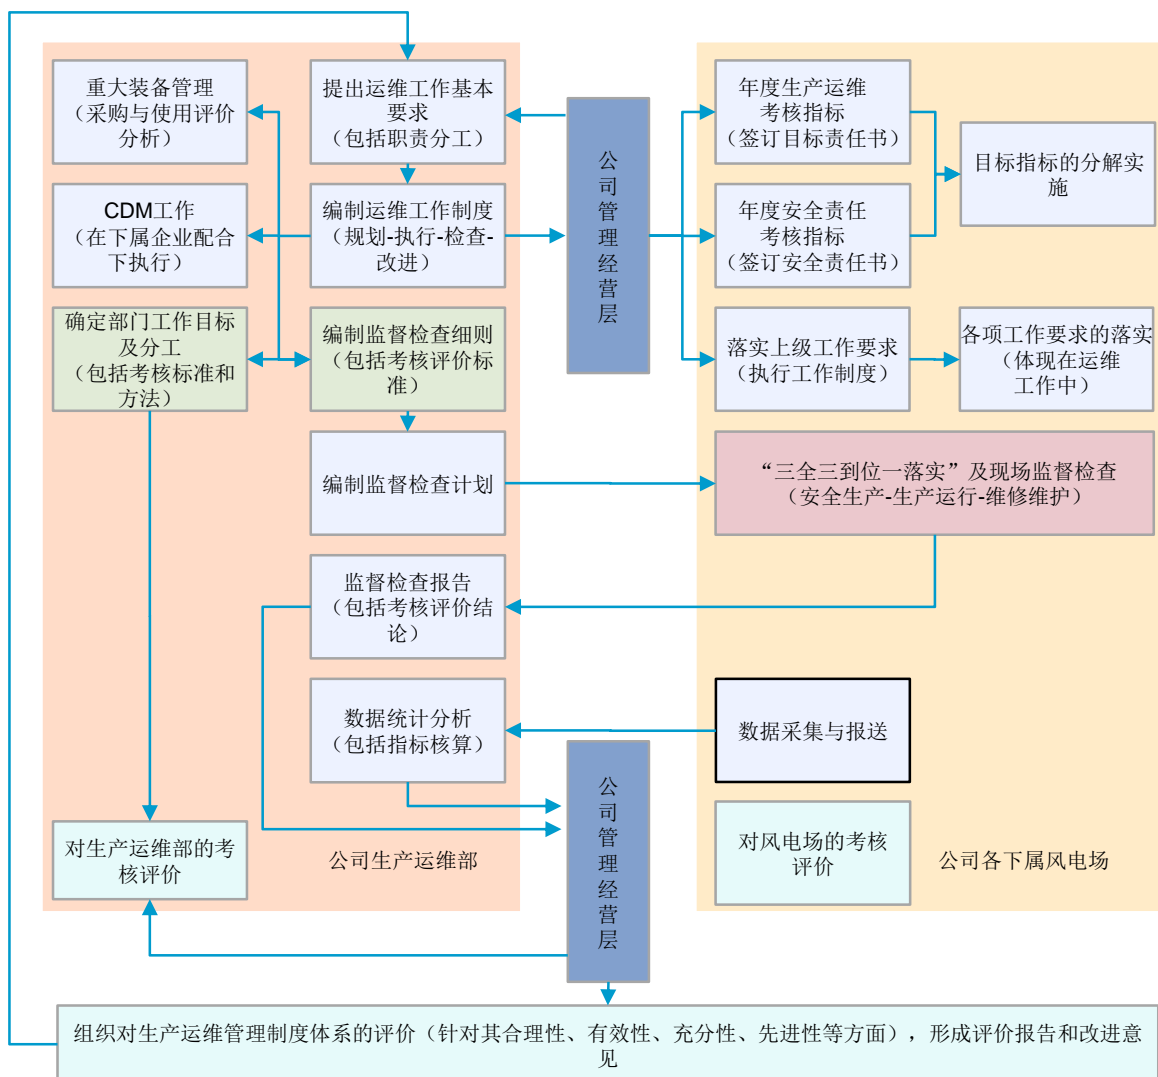 重大装备管理
（采购与使用评价
分析）
提出运维工作基本
要求
（包括职责分工）
CDM工作
（在下属企业配合
下执行）
编制运维工作制度
（规划-执行-检查-
改进）
确定部门工作目标
及分工
（包括考核标准和
方法）
编制监督检查细则
（包括考核评价标
准）
编制监督检查计划
监督检查报告
（包括考核评价结
论）
数据统计分析
（包括指标核算）
对生产运维部的考
核评价
公司生产运维部
公
司
管
理
经
营
层
公
司
管
理
经
营
层
年度生产运维
考核指标
（签订目标责任书）
年度安全责任
考核指标
（签订安全责任书）
目标指标的分解实
施
落实上级工作要求
（执行工作制度）
各项工作要求的落实
（体现在运维
工作中）
“三全三到位一落实”及现场监督检查
（安全生产-生产运行-维修维护）
数据采集与报送
对风电场的考核
评价
公司各下属风电场
组织对生产运维管理制度体系的评价（针对其合理性、有效性、充分性、先进性等方面），形成评价报告和改进意
见